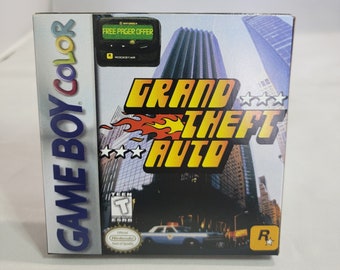 FREE PAGER OFFER
GAME BOY COLOR
GRAND
THEFT
AUTO
TEEN
T
ESRB
Nintendo
R